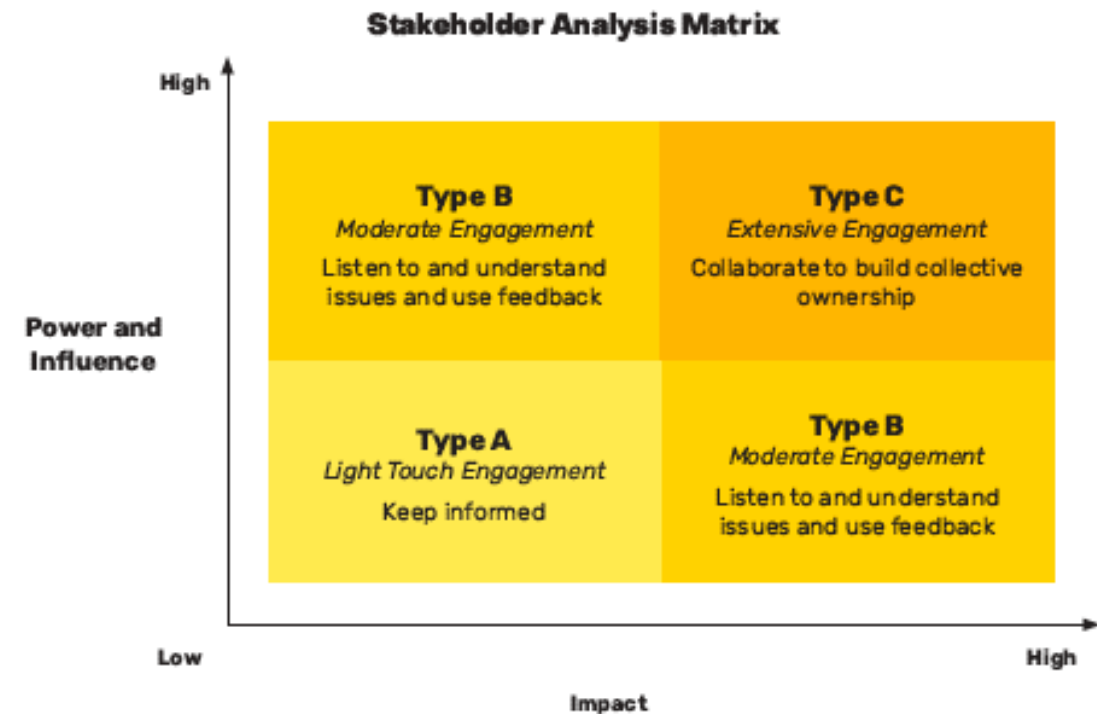 Stakeholder Analysis Matrix
High
Type B
Moderate Engagement
Listen to and understand
issues and use feedback
Type C
Extensive Engagement
Collaborate to build collective
ownership
Power and
Influence
Type A
Light Touch Engagement
Keep informed
Type B
Moderate Engagement
Listen to and understand
issues and use feedback
Low
High
Impact